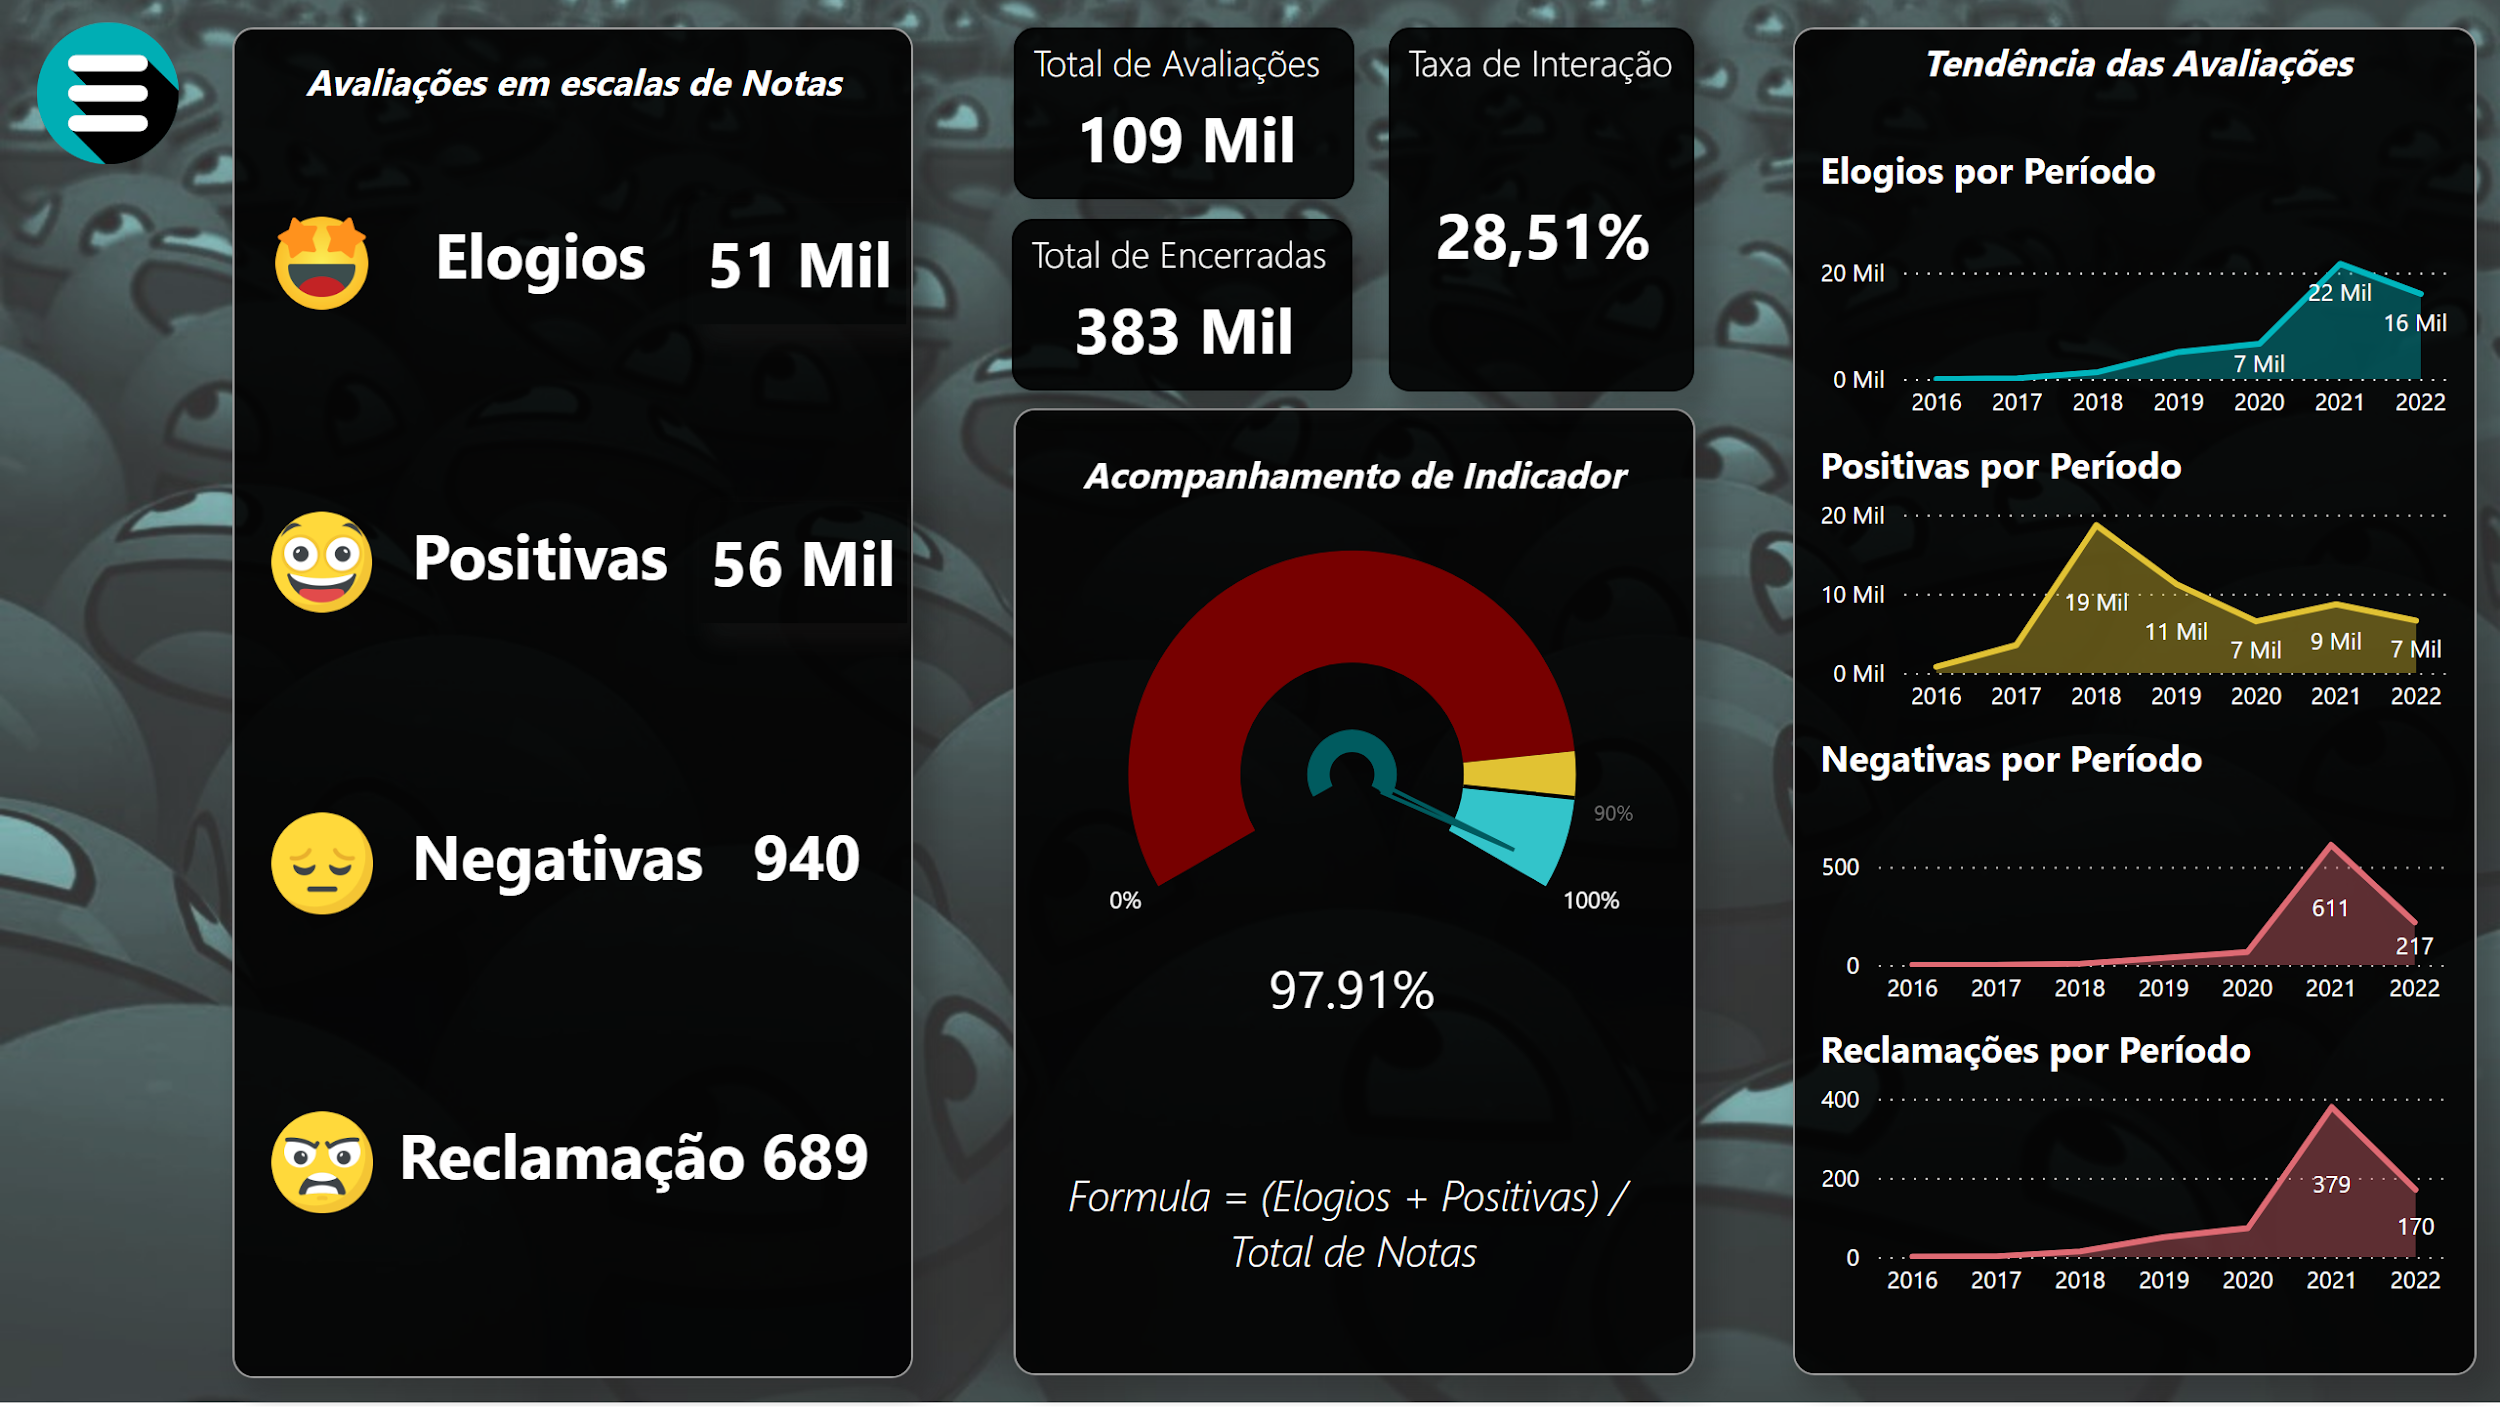 Avaliações em escalas de Notas
Elogios 51 Mil
Positivas 56 Mil
Negativas 940
Reclamação 689
Total de Avaliações
109 Mil
Total de Encerradas
383 Mil
Taxa de Interação
28,51%
Acompanhamento de Indicador
90%
0%
100%
97.91%
Formula = (Elogios + Positivas) /
Total de Notas
Tendência das Avaliações
Elogios por Período
20 Mil
22 Mil
16 Mil
7 Mil
0 Mil
2016 2017 2018 2019 2020 2021 2022
Positivas por Período
20 Mil
10 Mil
19 Mil
11 Mil
7 Mil
9 Mil
7 Mil
0 Mil
2016 2017 2018 2019 2020 2021 2022
Negativas por Período
500
611
217
0
2016 2017 2018 2019 2020 2021 2022
Reclamações por Período
400
200
379
170
0
2016 2017 2018 2019 2020 2021 2022